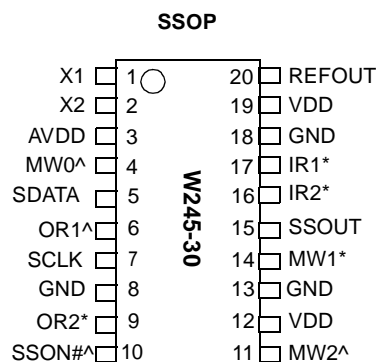 SSOP
X1 1 20 REFOUT
X2 2 19 VDD
AVDD 3 18 GND
MW0^ 4 17 IR1*
SDATA 5 16 IR2*
OR1^ 6 15 SSOUT
SCLK 7 14 MW1*
GND 8 13 GND
OR2* 9 12 VDD
SSON#^ 10 11 MW2^
W245-30